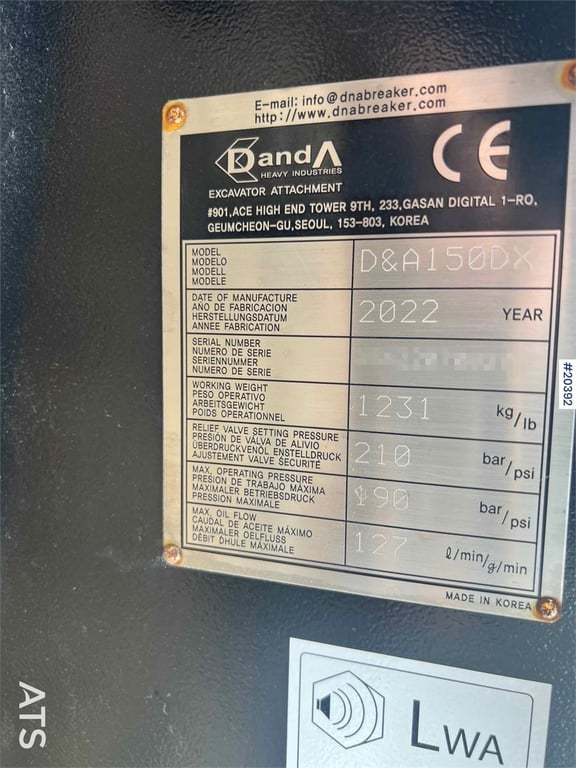 E-mail: info@dnabreaker.com
http://www.dnabreaker.com
DandA
HEAVY INDUSTRIES
CE
EXCAVATOR ATTACHMENT
#901,ACE HIGH END TOWER 9TH, 233,GASAN DIGITAL 1-RO,
GEUMCHEON-GU,SEOUL, 153-803, KOREA
MODEL
MODELO
MODELL
MODELE
D&A150DX
DATE OF MANUFACTURE
AÑO DE FABRICACION
HERSTELLUNGSDATUM
ANNEE FABRICATION
2022 YEAR
SERIAL NUMBER
NUMERO DE SERIE
SERIENNUMMER
NUMERO DE SERIE
WORKING WEIGHT
PESO OPERATIVO
ARBEITSGEWICHT
POIDS OPERATIONNEL
1231 kg/lb
RELIEF VALVE SETTING PRESSURE
PRESIÓN DE VÁLVA DE ALIVIO
ÜBERDRUCKVENTIL ENSTELLDRUCK
AJUSTEMENT VALVE SECURITÉ
210 bar/psi
MAX. OPERATING PRESSURE
PRESION DE TRABAJO MÁXIMA
MAXIMALER BETRIEBSDRUCK
PRESSION MAXIMALE
190 bar/psi
MAX. OIL FLOW
CAUDAL DE ACEITE MÁXIMO
MAXIMALER OELFLUSS
DÉBIT DHULE MAXIMALE
127 ℓ/min/g/min
MADE IN KOREA
#20392
LWA
ATS